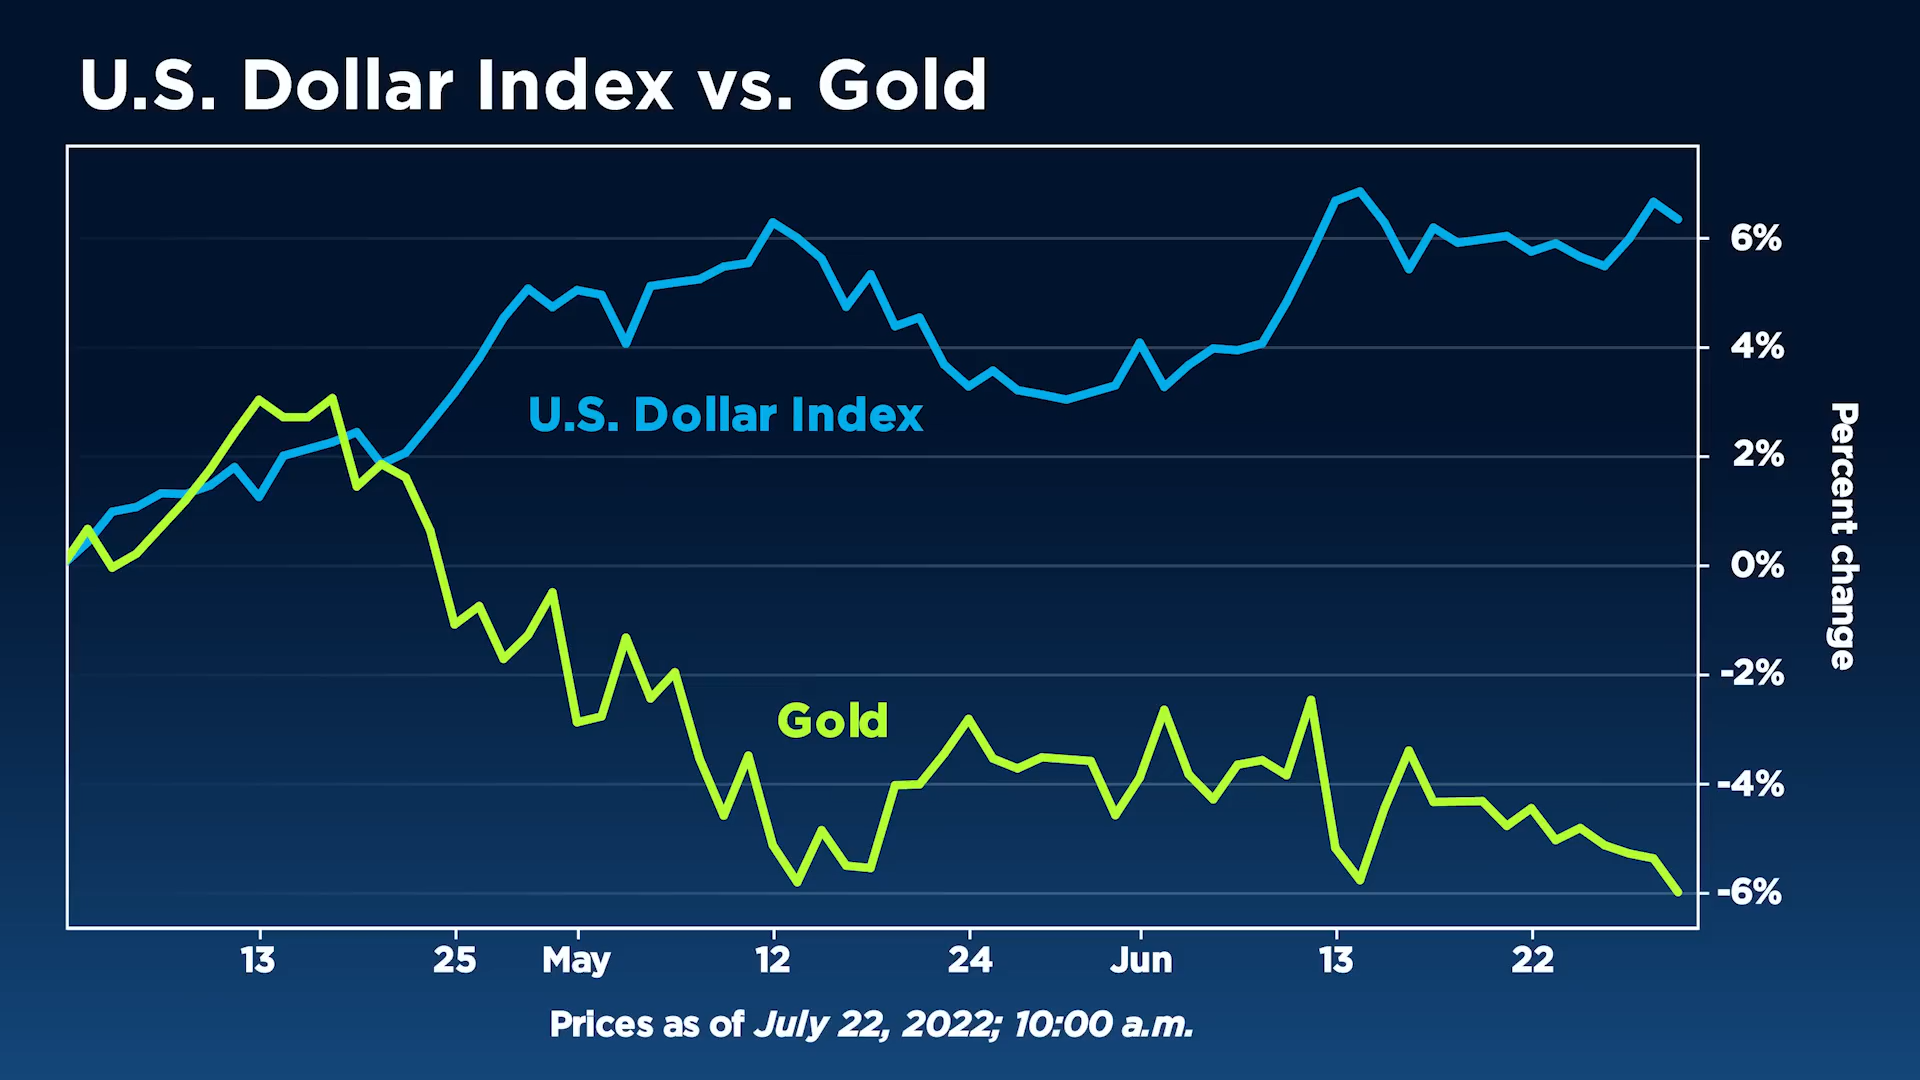 U.S. Dollar Index vs. Gold
6%
4%
U.S. Dollar Index
2%
Percent change
0%
-2%
Gold
-4%
-6%
13 25 May 12 24 Jun 13 22
Prices as of July 22, 2022; 10:00 a.m.